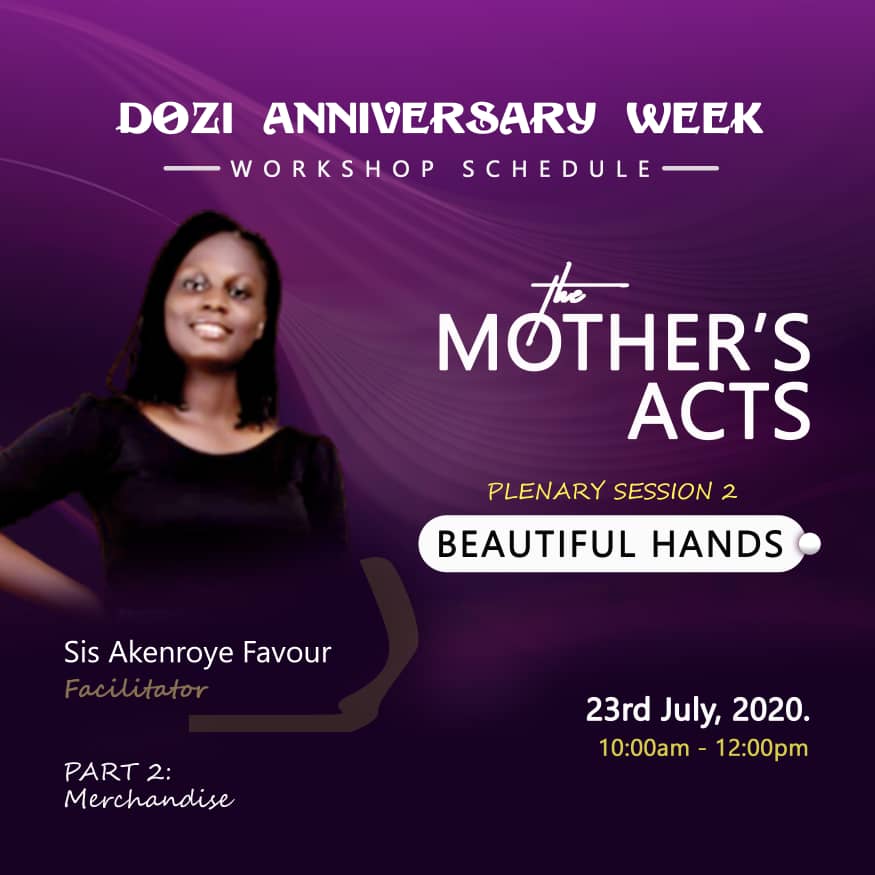 DOZI ANNIVERSARY WEEK
WORKSHOP SCHEDULE
the
MOTHER'S
ACTS
PLENARY SESSION 2
BEAUTIFUL HANDS
Sis Akenroye Favour
Facilitator
23rd July, 2020.
10:00am - 12:00pm
PART 2:
Merchandise